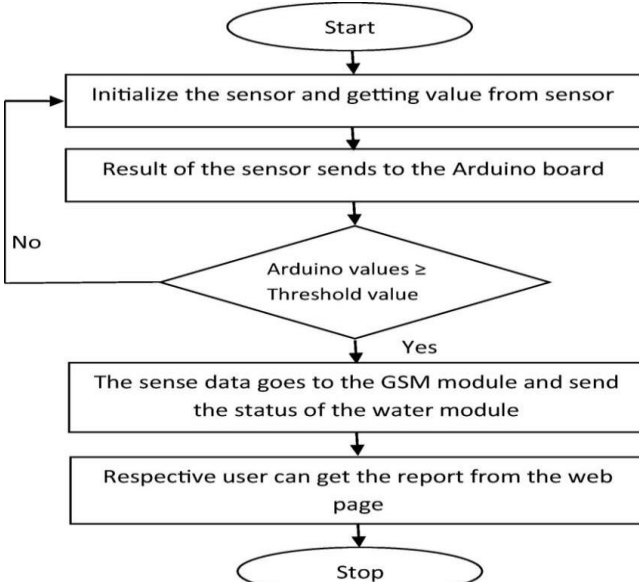 Start
Initialize the sensor and getting value from sensor
Result of the sensor sends to the Arduino board
No
Arduino values ≥
Threshold value
Yes
The sense data goes to the GSM module and send
the status of the water module
Respective user can get the report from the web
page
Stop